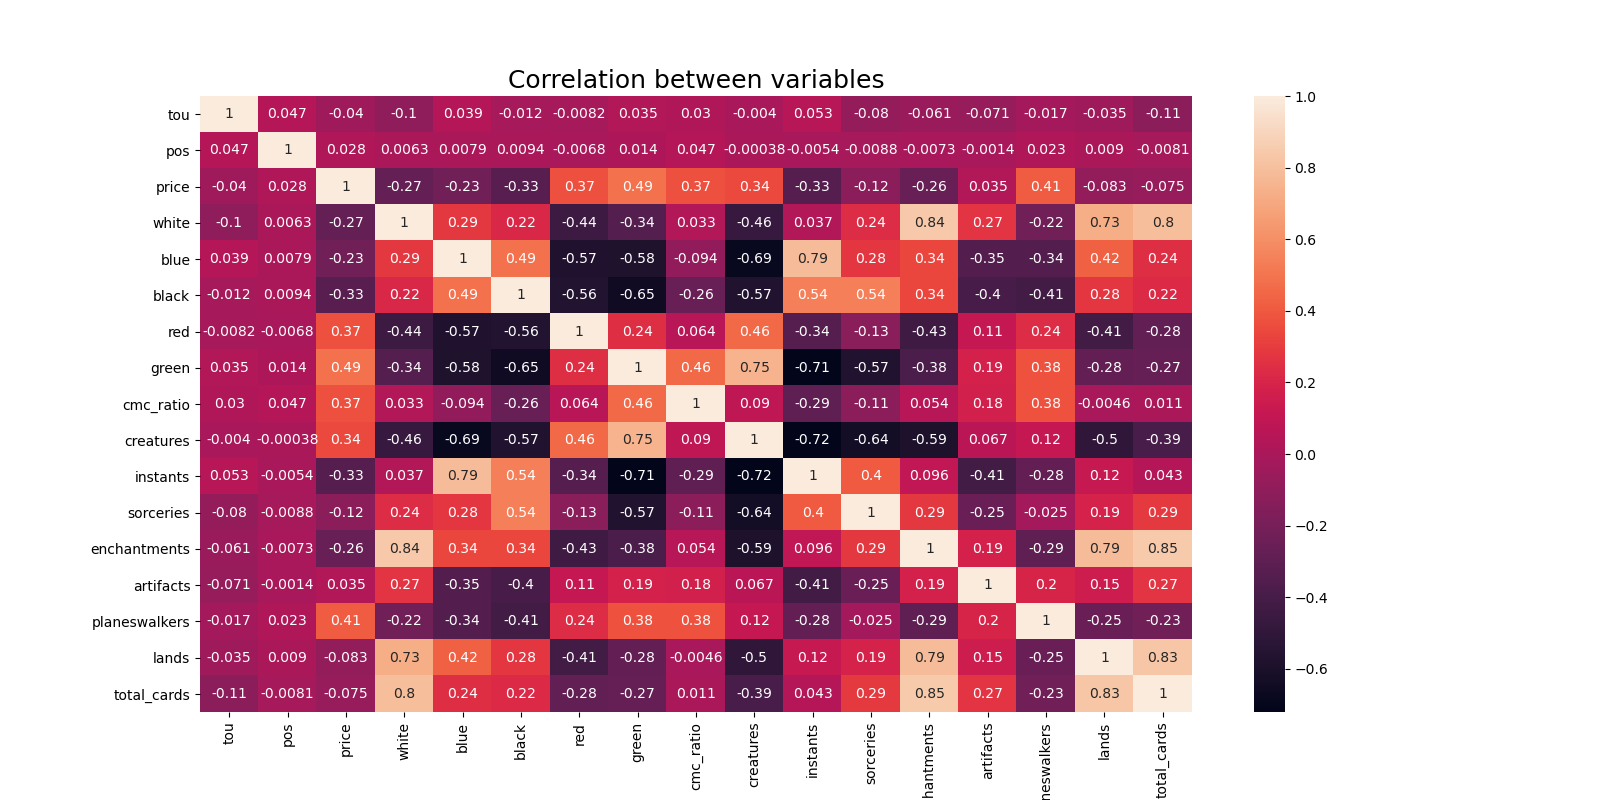 Correlation between variables
tou 1 0.047 -0.04 -0.1 0.039 -0.012 -0.0082 0.035 0.03 -0.004 0.053 -0.08 -0.061 -0.071 -0.017 -0.035 -0.11
pos 0.047 1 0.028 0.0063 0.0079 0.0094 -0.0068 0.014 0.047 -0.00038 -0.0054 -0.0088 -0.0073 -0.0014 0.023 0.009 -0.0081
price -0.04 0.028 1 -0.27 -0.23 -0.33 0.37 0.49 0.37 0.34 -0.33 -0.12 -0.26 0.035 0.41 -0.083 -0.075
white -0.1 0.0063 -0.27 1 0.29 0.22 -0.44 -0.34 0.033 -0.46 0.037 0.24 0.84 0.27 -0.22 0.73 0.8
blue 0.039 0.0079 -0.23 0.29 1 0.49 -0.57 -0.58 -0.094 -0.69 0.79 0.28 0.34 -0.35 -0.34 0.42 0.24
black -0.012 0.0094 -0.33 0.22 0.49 1 -0.56 -0.65 -0.26 -0.57 0.54 0.54 0.34 -0.4 -0.41 0.28 0.22
red -0.0082 -0.0068 0.37 -0.44 -0.57 -0.56 1 0.24 0.064 0.46 -0.34 -0.13 -0.43 0.11 0.24 -0.41 -0.28
green 0.035 0.014 0.49 -0.34 -0.58 -0.65 0.24 1 0.46 0.75 -0.71 -0.57 -0.38 0.19 0.38 -0.28 -0.27
cmc_ratio 0.03 0.047 0.37 0.033 -0.094 -0.26 0.064 0.46 1 0.09 -0.29 -0.11 0.054 0.18 0.38 -0.0046 0.011
creatures -0.004 -0.00038 0.34 -0.46 -0.69 -0.57 0.46 0.75 0.09 1 -0.72 -0.64 -0.59 0.067 0.12 -0.5 -0.39
instants 0.053 -0.0054 -0.33 0.037 0.79 0.54 -0.34 -0.71 -0.29 -0.72 1 0.4 0.096 -0.41 -0.28 0.12 0.043
sorceries -0.08 -0.0088 -0.12 0.24 0.28 0.54 -0.13 -0.57 -0.11 -0.64 0.4 1 0.29 -0.25 -0.025 0.19 0.29
enchantments -0.061 -0.0073 -0.26 0.84 0.34 0.34 -0.43 -0.38 0.054 -0.59 0.096 0.29 1 0.19 -0.29 0.79 0.85
artifacts -0.071 -0.0014 0.035 0.27 -0.35 -0.4 0.11 0.19 0.18 0.067 -0.41 -0.25 0.19 1 0.2 0.15 0.27
planeswalkers -0.017 0.023 0.41 -0.22 -0.34 -0.41 0.24 0.38 0.38 0.12 -0.28 -0.025 -0.29 0.2 1 -0.25 -0.23
lands -0.035 0.009 -0.083 0.73 0.42 0.28 -0.41 -0.28 -0.0046 -0.5 0.12 0.19 0.79 0.15 -0.25 1 0.83
total_cards -0.11 -0.0081 -0.075 0.8 0.24 0.22 -0.28 -0.27 0.011 -0.39 0.043 0.29 0.85 0.27 -0.23 0.83 1
tou pos price white blue black red green cmc_ratio creatures instants sorceries hantments artifacts neswalkers lands total_cards
1.0
0.8
0.6
0.4
0.2
0.0
−0.2
−0.4
−0.6